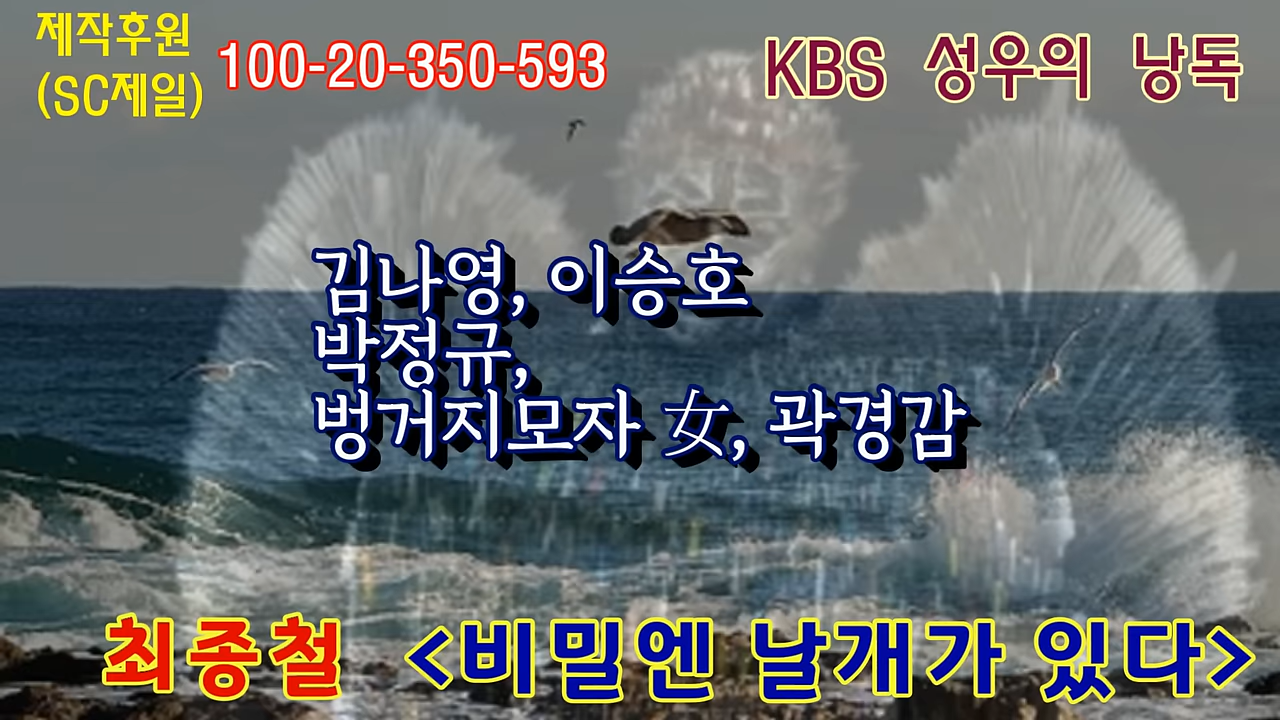 제작후원
(SC제일)
100-20-350-593
KBS 성우의 낭독
김나영, 이승호
박정규,
벙거지모자 女, 곽경감
최종철 <비밀엔 날개가 있다>